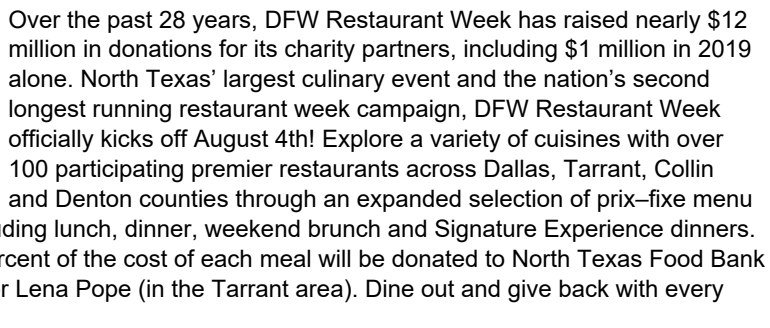 Over the past 28 years, DFW Restaurant Week has raised nearly $12
million in donations for its charity partners, including $1 million in 2019
alone. North Texas’ largest culinary event and the nation’s second
longest running restaurant week campaign, DFW Restaurant Week
officially kicks off August 4th! Explore a variety of cuisines with over
100 participating premier restaurants across Dallas, Tarrant, Collin
and Denton counties through an expanded selection of prix–fixe menu
lunch, dinner, weekend brunch and Signature Experience dinners.
of the cost of each meal will be donated to North Texas Food Bank
Lena Pope (in the Tarrant area). Dine out and give back with every